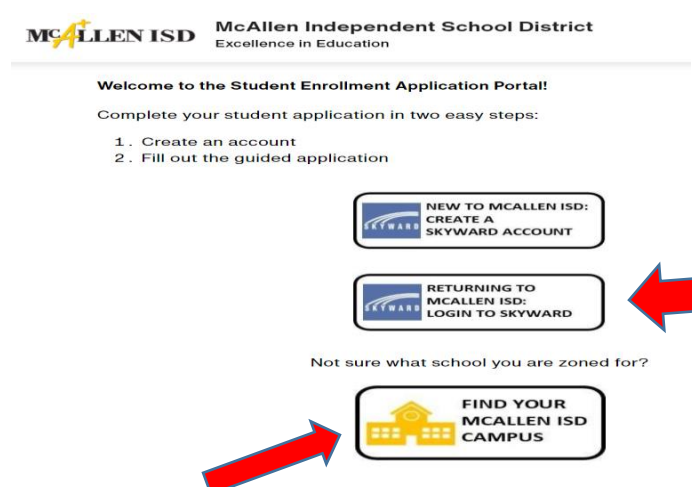 MCALLEN ISD
McAllen Independent School District
Excellence in Education
Welcome to the Student Enrollment Application Portal!
Complete your student application in two easy steps:
1. Create an account
2. Fill out the guided application
SKYWARD
NEW TO MCALLEN ISD:
CREATE A
SKYWARD ACCOUNT
SKYWARD
RETURNING TO
MCALLEN ISD:
LOGIN TO SKYWARD
Not sure what school you are zoned for?
FIND YOUR
MCALLEN ISD
CAMPUS